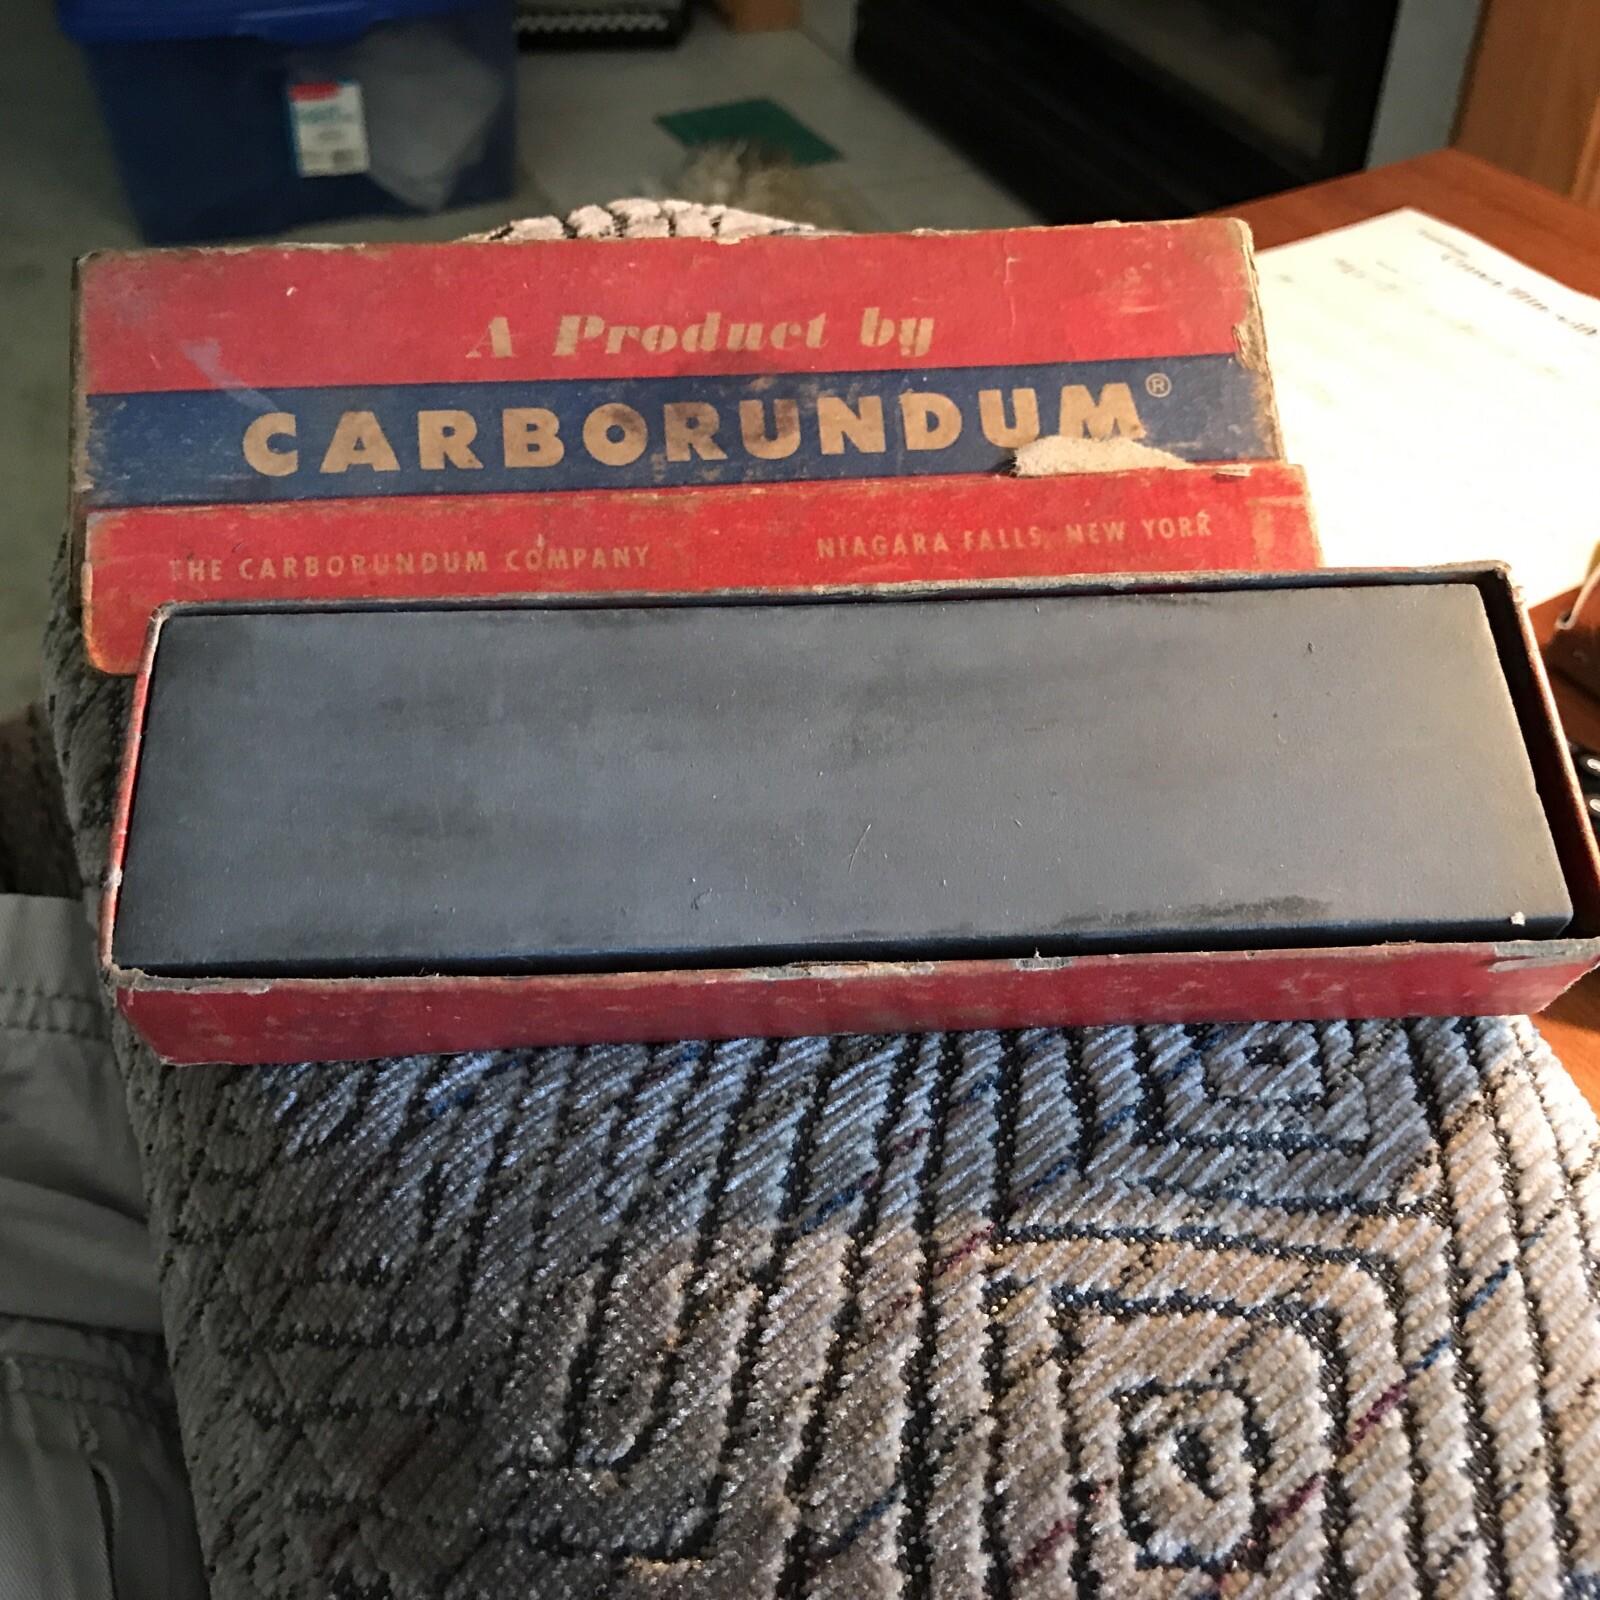 A Product by
CARBORUNDUM®
THE CARBORUNDUM COMPANY NIAGARA FALLS, NEW YORK